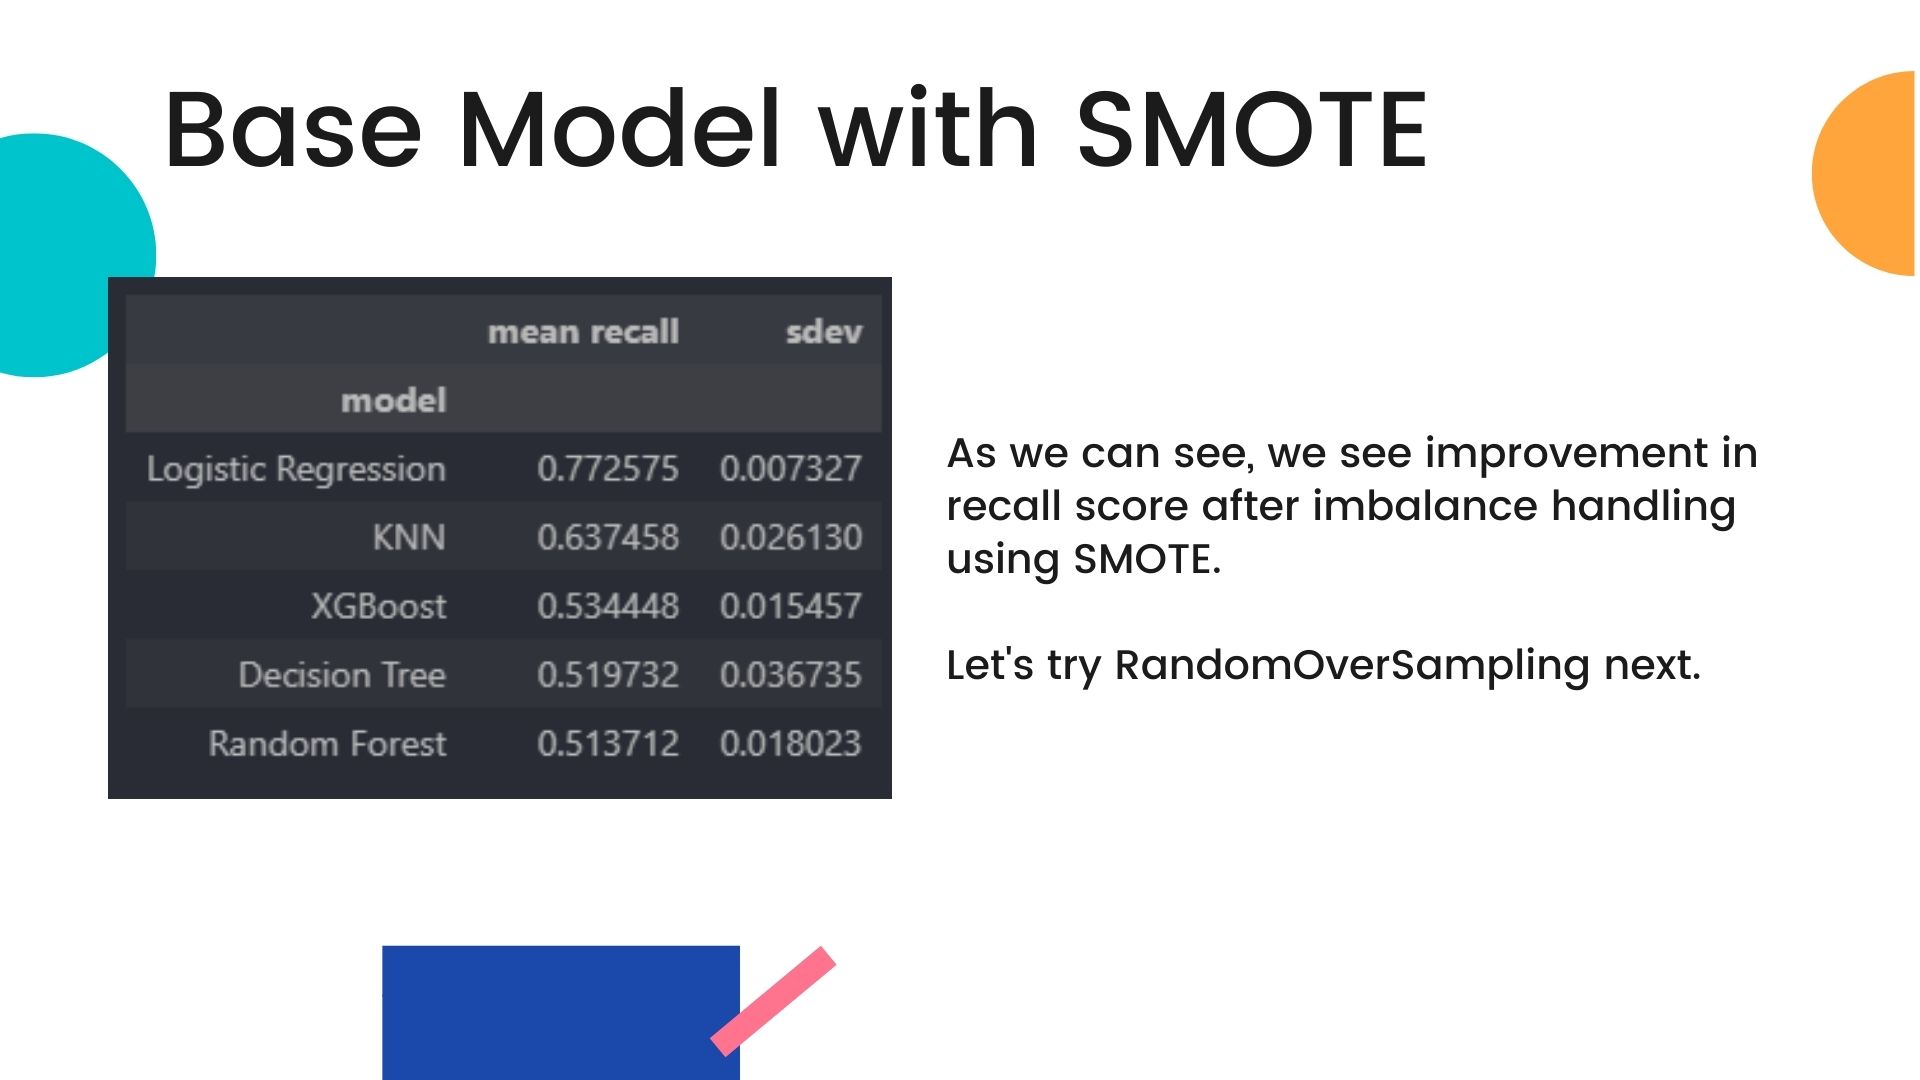 Base Model with SMOTE
mean recall sdev
model
Logistic Regression 0.772575 0.007327
KNN 0.637458 0.026130
XGBoost 0.534448 0.015457
Decision Tree 0.519732 0.036735
Random Forest 0.513712 0.018023
As we can see, we see improvement in
recall score after imbalance handling
using SMOTE.
Let's try RandomOverSampling next.